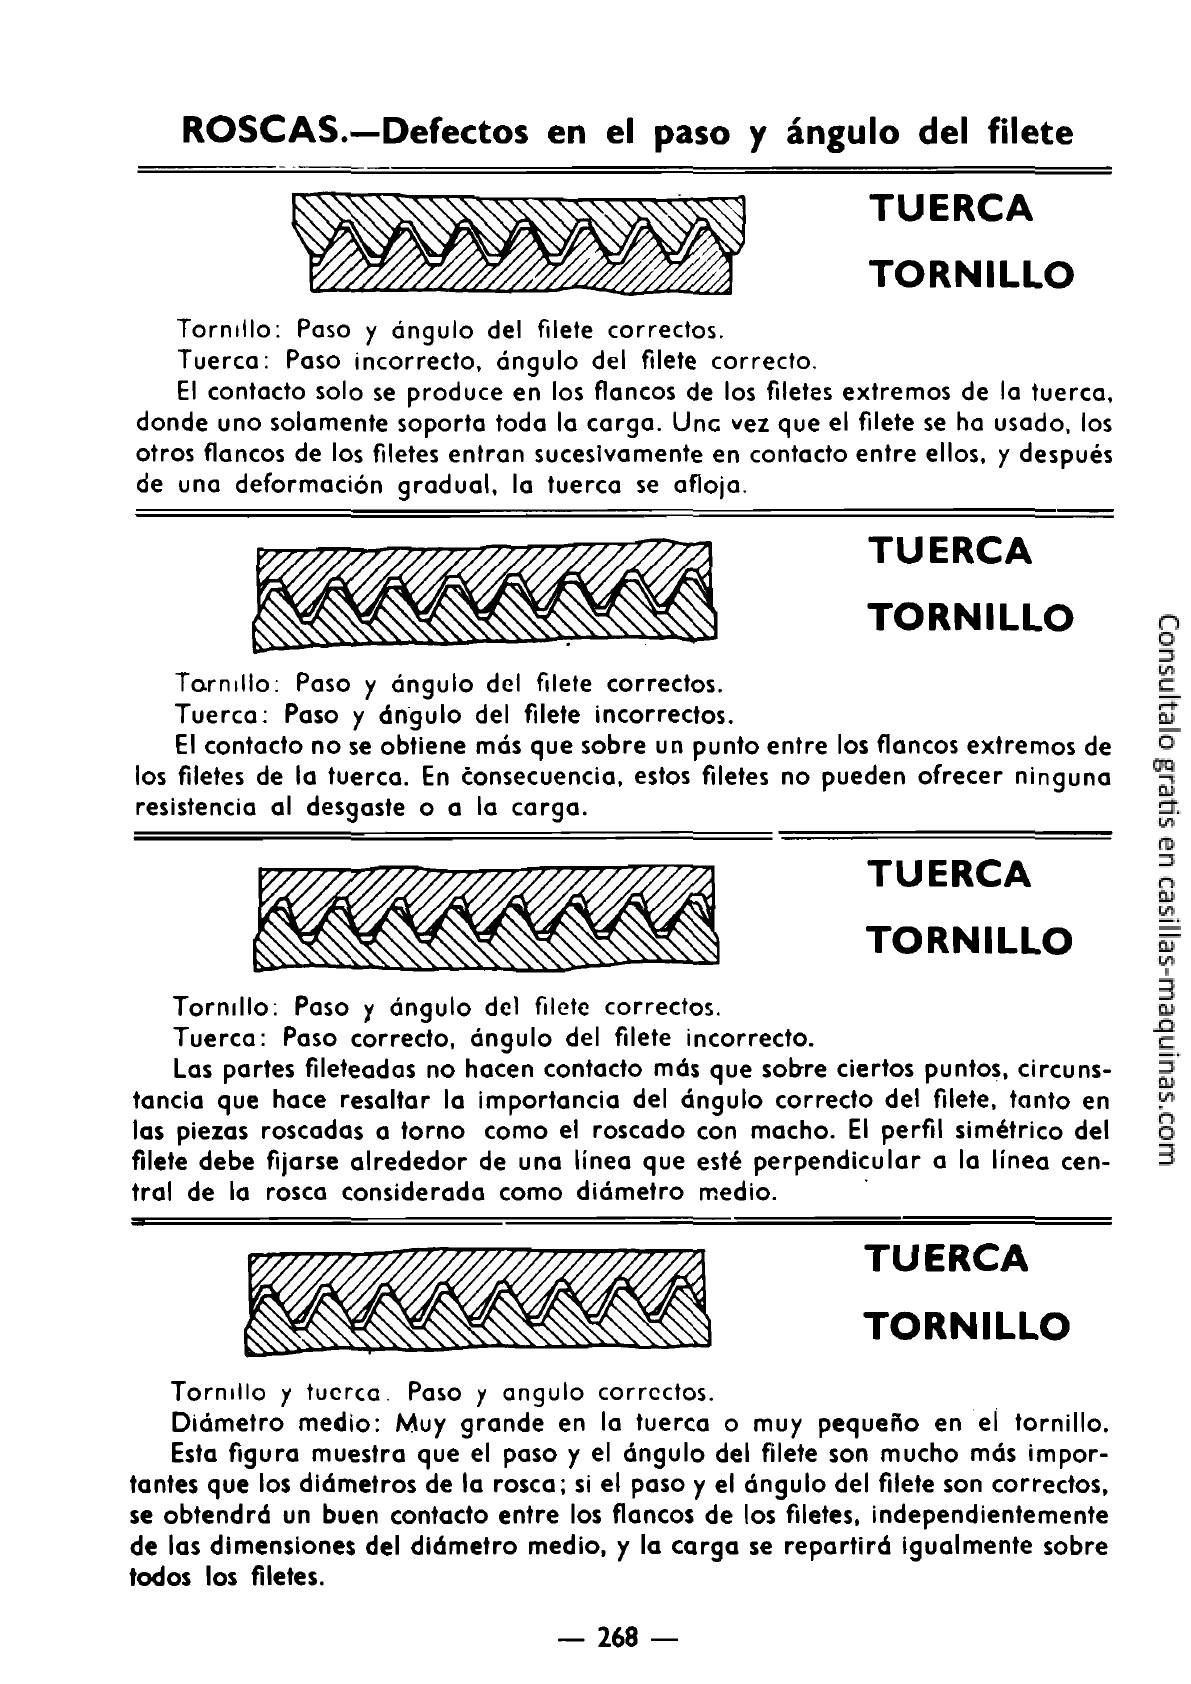 ROSCAS.—Defectos en el paso y ángulo del filete
TUERCA
TORNILLO
Tornillo: Paso y ángulo del filete correctos.
Tuerca: Paso incorrecto, ángulo del filete correcto.
El contacto solo se produce en los flancos de los filetes extremos de la tuerca,
donde uno solamente soporta toda la carga. Una vez que el filete se ha usado, los
otros flancos de los filetes entran sucesivamente en contacto entre ellos, y después
de una deformación gradual, la tuerca se afloja.
TUERCA
TORNILLO
Tornillo: Paso y ángulo del filete correctos.
Tuerca: Paso y ángulo del filete incorrectos.
El contacto no se obtiene más que sobre un punto entre los flancos extremos de
los filetes de la tuerca. En consecuencia, estos filetes no pueden ofrecer ninguna
resistencia al desgaste o a la carga.
TUERCA
TORNILLO
Tornillo: Paso y ángulo del filete correctos.
Tuerca: Paso correcto, ángulo del filete incorrecto.
Las partes fileteadas no hacen contacto más que sobre ciertos puntos, circuns-
tancia que hace resaltar la importancia del ángulo correcto del filete, tanto en
las piezas roscadas a torno como el roscado con macho. El perfil simétrico del
filete debe fijarse alrededor de una línea que esté perpendicular a la línea cen-
tral de la rosca considerada como diámetro medio.
TUERCA
TORNILLO
Tornillo y tuerca. Paso y angulo correctos.
Diámetro medio: Muy grande en la tuerca o muy pequeño en el tornillo.
Esta figura muestra que el paso y el ángulo del filete son mucho más impor-
tantes que los diámetros de la rosca; si el paso y el ángulo del filete son correctos,
se obtendrá un buen contacto entre los flancos de los filetes, independientemente
de las dimensiones del diámetro medio, y la carga se repartirá igualmente sobre
todos los filetes.
— 268 —
Consultalo gratis en casillas-maquinas.com